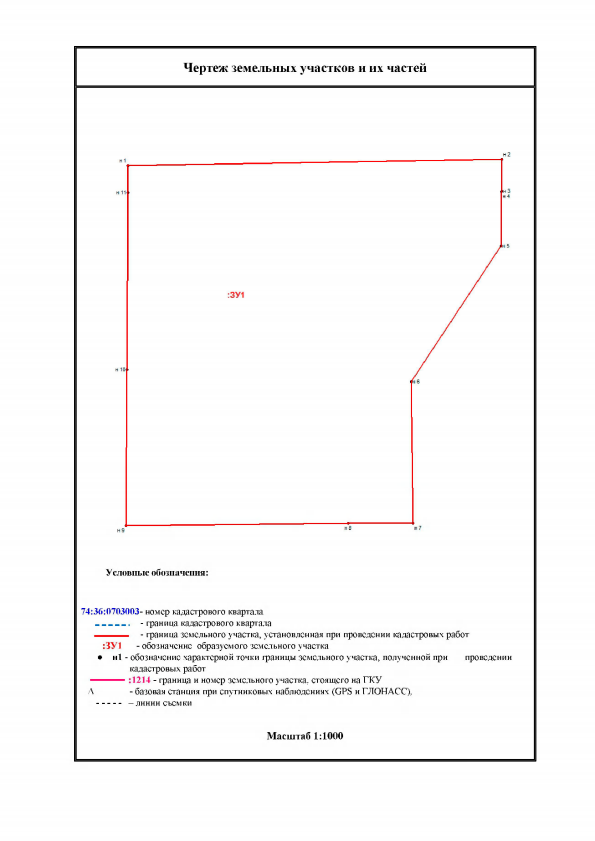 Чертеж земельных участков и их частей
н 1
н 2
н 11
н 3
н 4
н 5
:ЗУ1
н 10
н 6
н 9
н 8
н 7
Условные обозначения:
74:36:0703003- номер кадастрового квартала
- граница кадастрового квартала
- граница земельного участка, установленная при проведении кадастровых работ
:ЗУ1 - обозначение образуемого земельного участка
● н1 - обозначение характерной точки границы земельного участка, полученной при проведении
кадастровых работ
:1214 - граница и номер земельного участка, стоящего на ГКУ
- базовая станция при спутниковых наблюдениях (GPS и ГЛОНАСС).
– линии съемки
Масштаб 1:1000